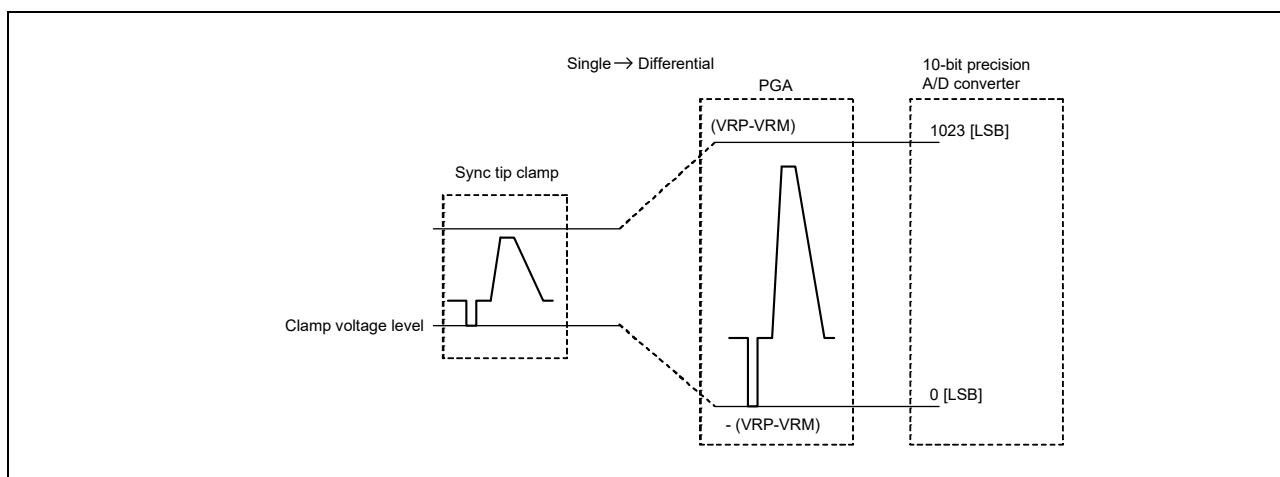 Single → Differential
10-bit precision
A/D converter
PGA
(VRP-VRM)
1023 [LSB]
Sync tip clamp
Clamp voltage level
0 [LSB]
- (VRP-VRM)